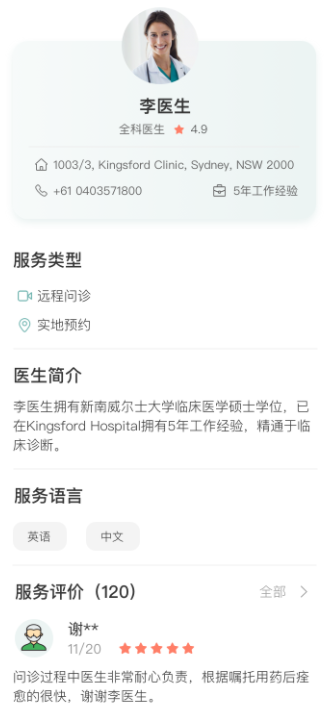 李医生
全科医生 4.9
1003/3, Kingsford Clinic, Sydney, NSW 2000
+61 0403571800 5年工作经验
服务类型
远程问诊
实地预约
医生简介
李医生拥有新南威尔士大学临床医学硕士学位，已
在Kingsford Hospital拥有5年工作经验，精通于临
床诊断。
服务语言
英语 中文
服务评价（120） 全部
谢**
11/20
问诊过程中医生非常耐心负责，根据嘱托用药后痊
愈的很快，谢谢李医生。